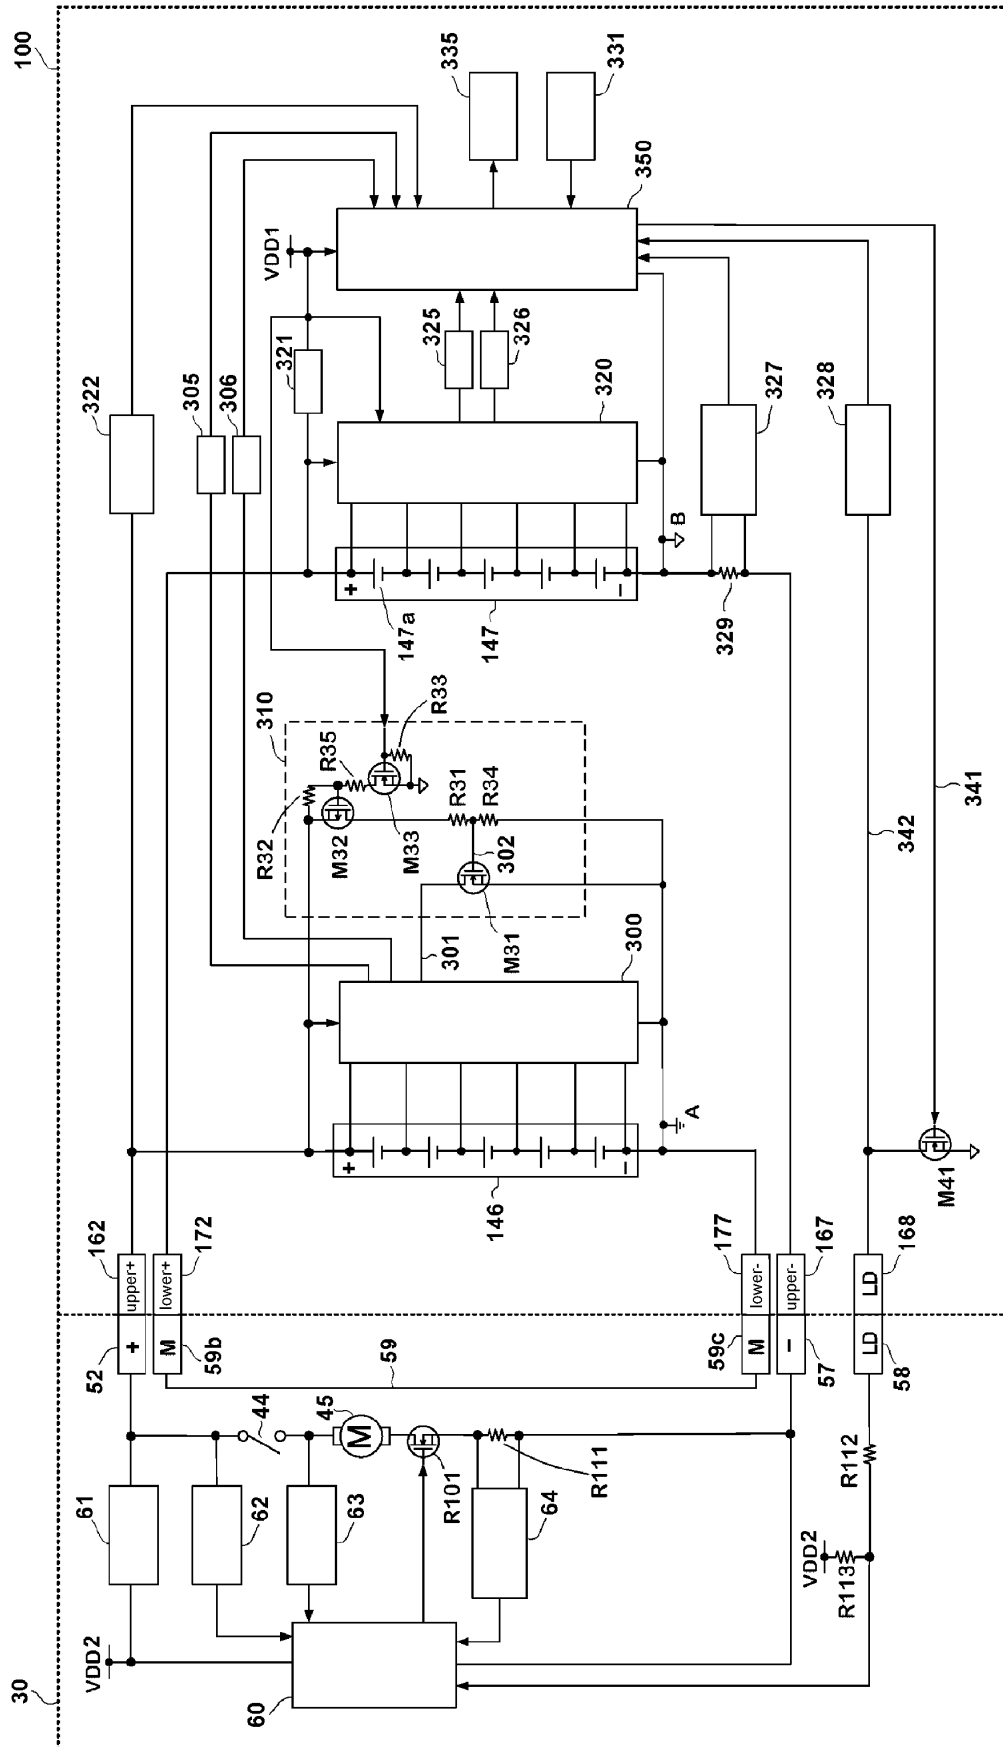 100
30
335
331
350
VDD1
325
326
321
320
322
305
306
327
328
B
+
147a
147
−
329
310
R33
R35
R31
R34
R32
M32
M33
302
M31
301
300
341
342
A
+
146
−
M41
162
172
177
167
168
upper+
lower+
lower-
upper-
LD
+
M
M
−
LD
52
59b
59
59c
57
58
44
45
M
R101
R111
R112
61
62
63
64
VDD2
VDD2
R113
60